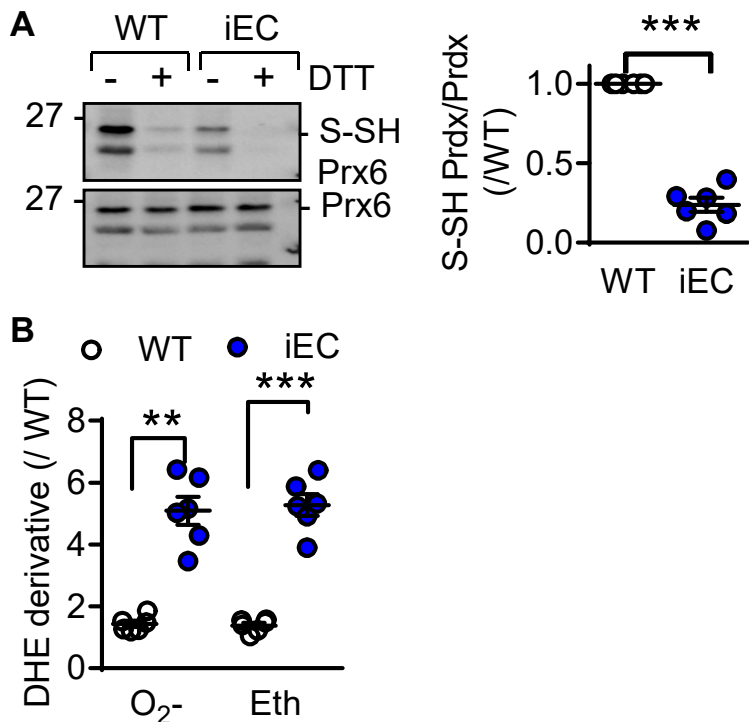 A
WT iEC
- + - + DTT
27
S-SH
Prx6
27
Prx6
S-SH Prdx/Prdx
(/WT)
***
1.0
0.5
0.0
WT iEC
B
WT iEC
DHE derivative (/ WT)
** ***
8
6
4
2
0
O₂- Eth